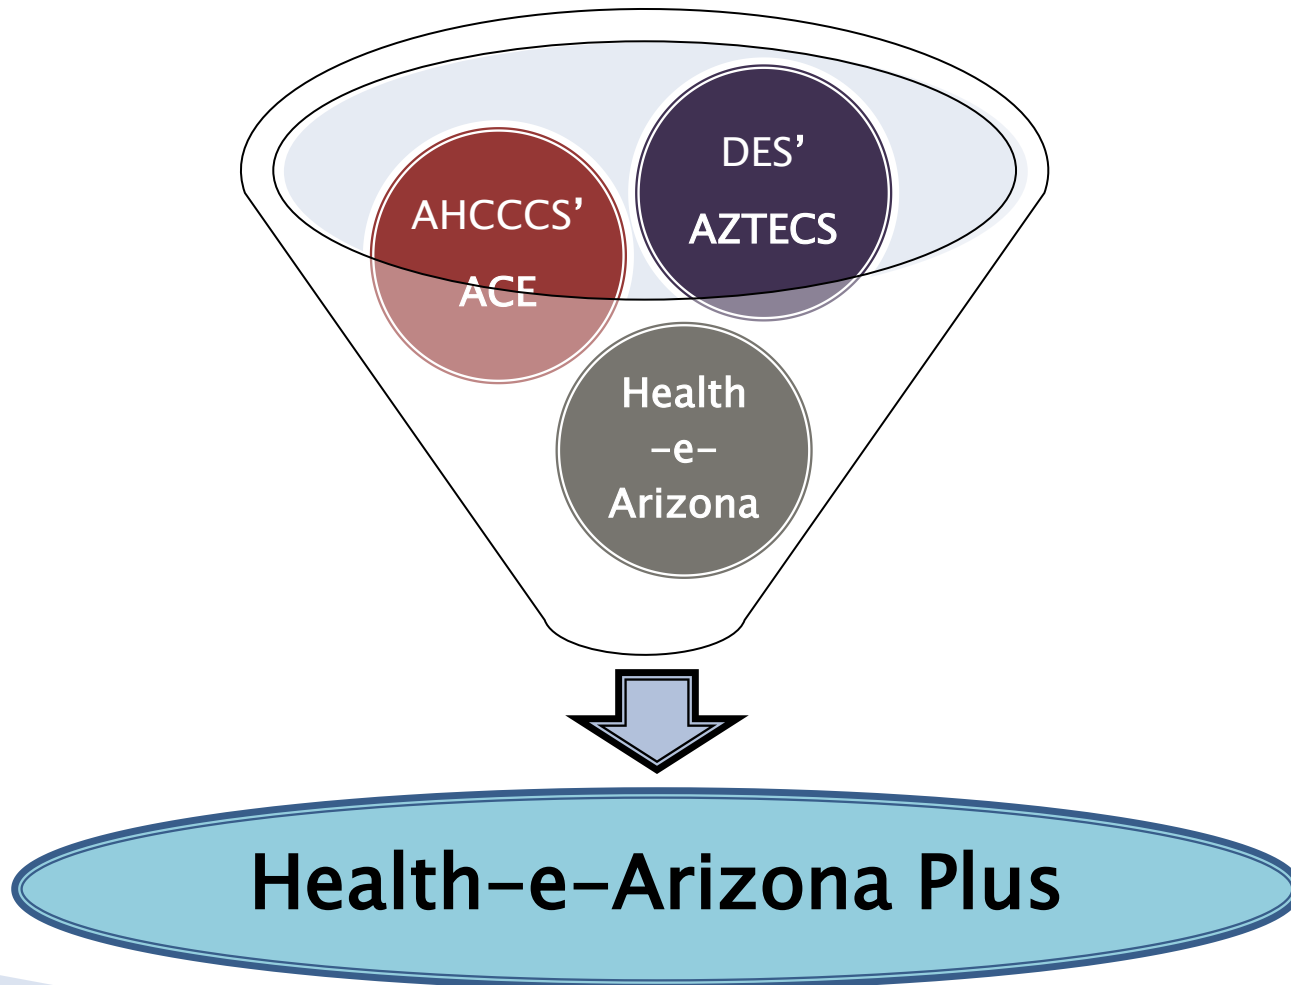 DES’
AZTECS
AHCCCS’
ACE
Health
-e-
Arizona
Health-e-Arizona Plus